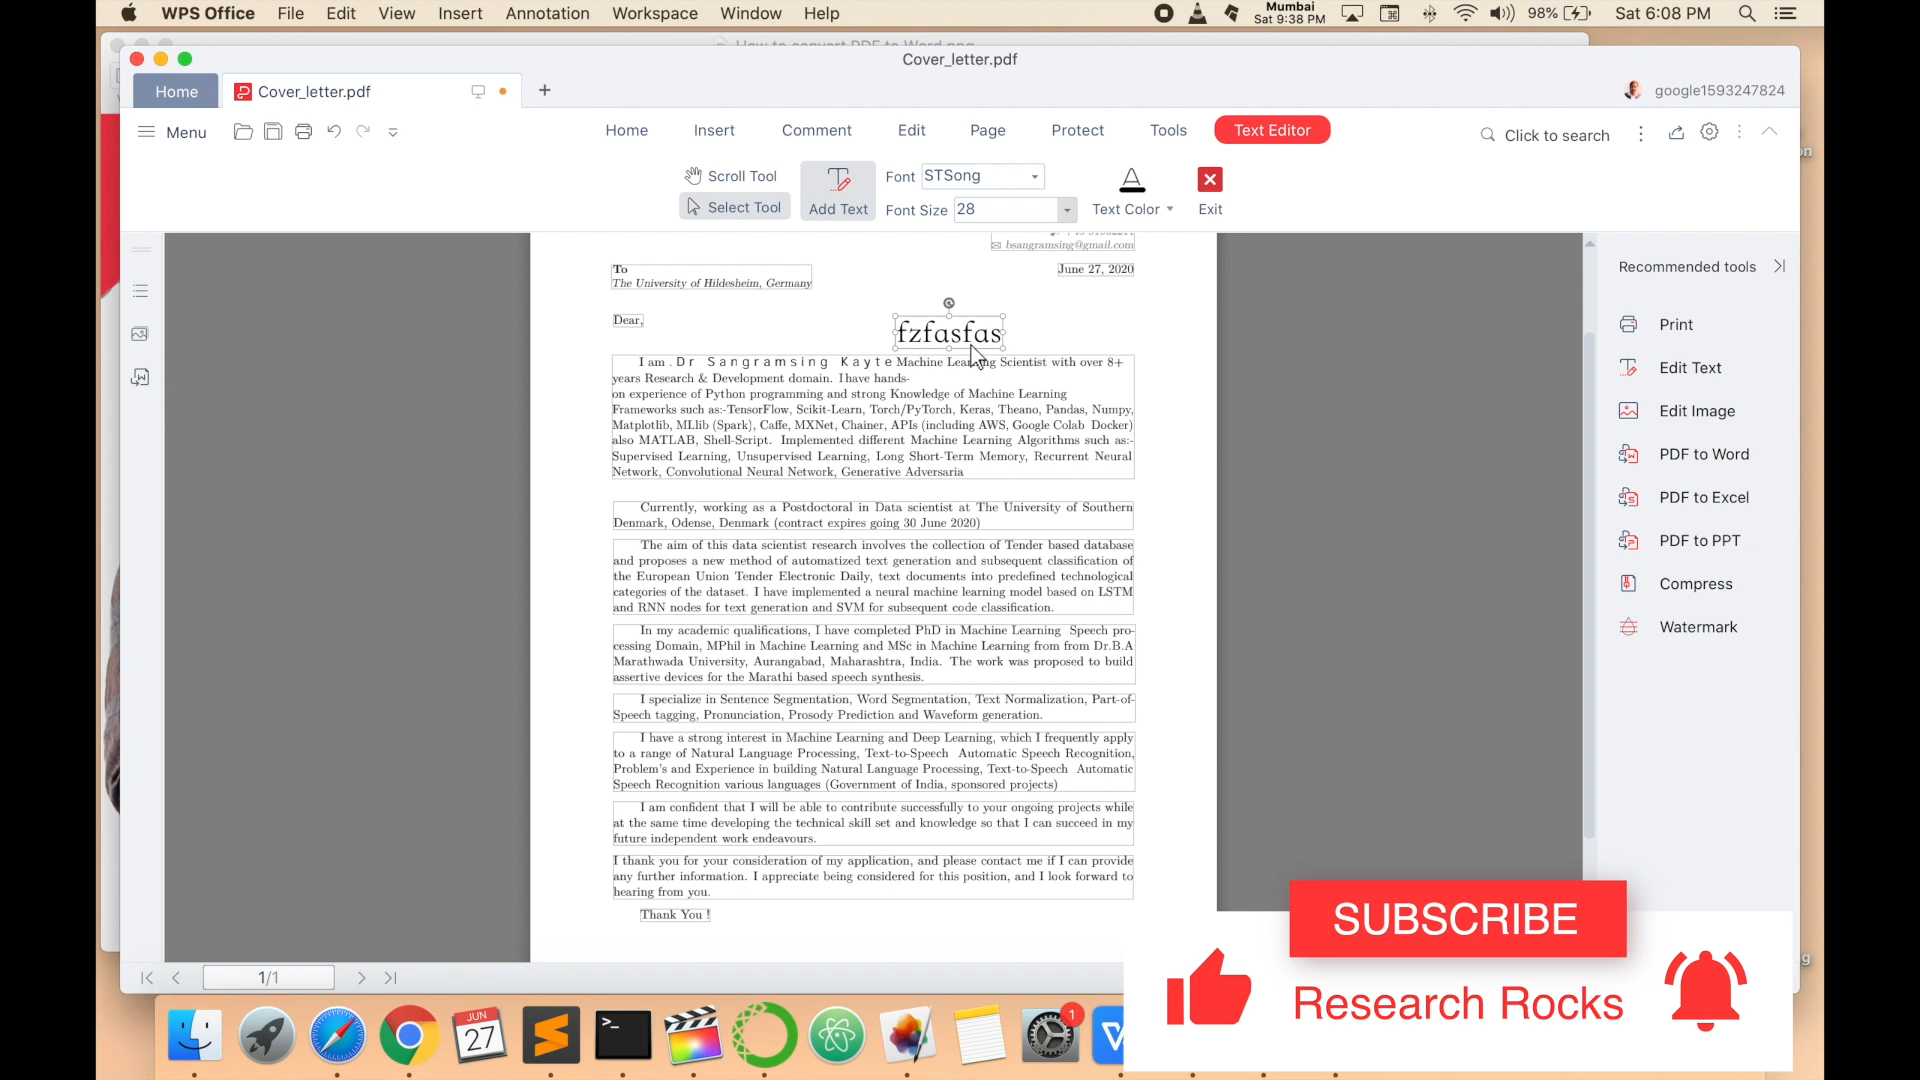 WPS Office File Edit View Insert Annotation Workspace Window Help
Mumbai
Sat 9:38 PM
98%
Sat 6:08 PM
How to convert PDF to Word.png
Cover_letter.pdf
Home
Cover_letter.pdf
google1593247824
Menu
Home Insert Comment Edit Page Protect Tools Text Editor
Click to search
Scroll Tool
Select Tool
Add Text
Font STSong
Font Size 28
Text Color
Exit
bsangramsing@gmail.com
To
The University of Hildesheim, Germany
June 27, 2020
Dear,
fzfasfas
I am . Dr Sangramsing Kayte Machine Learning Scientist with over 8+
years Research & Development domain. I have hands-
on experience of Python programming and strong Knowledge of Machine Learning
Frameworks such as:-TensorFlow, Scikit-Learn, Torch/PyTorch, Keras, Theano, Pandas, Numpy,
Matplotlib, MLlib (Spark), Caffe, MXNet, Chainer, APIs (including AWS, Google Colab Docker)
also MATLAB, Shell-Script. Implemented different Machine Learning Algorithms such as:-
Supervised Learning, Unsupervised Learning, Long Short-Term Memory, Recurrent Neural
Network, Convolutional Neural Network, Generative Adversaria
Currently, working as a Postdoctoral in Data scientist at The University of Southern
Denmark, Odense, Denmark (contract expires going 30 June 2020)
The aim of this data scientist research involves the collection of Tender based database
and proposes a new method of automatized text generation and subsequent classification of
the European Union Tender Electronic Daily, text documents into predefined technological
categories of the dataset. I have implemented a neural machine learning model based on LSTM
and RNN nodes for text generation and SVM for subsequent code classification.
In my academic qualifications, I have completed PhD in Machine Learning Speech pro-
cessing Domain, MPhil in Machine Learning and MSc in Machine Learning from from Dr.B.A
Marathwada University, Aurangabad, Maharashtra, India. The work was proposed to build
assertive devices for the Marathi based speech synthesis.
I specialize in Sentence Segmentation, Word Segmentation, Text Normalization, Part-of-
Speech tagging, Pronunciation, Prosody Prediction and Waveform generation.
I have a strong interest in Machine Learning and Deep Learning, which I frequently apply
to a range of Natural Language Processing, Text-to-Speech Automatic Speech Recognition,
Problem's and Experience in building Natural Language Processing, Text-to-Speech Automatic
Speech Recognition various languages (Government of India, sponsored projects)
I am confident that I will be able to contribute successfully to your ongoing projects while
at the same time developing the technical skill set and knowledge so that I can succeed in my
future independent work endeavours.
I thank you for your consideration of my application, and please contact me if I can provide
any further information. I appreciate being considered for this position, and I look forward to
hearing from you.
Thank You !
Recommended tools
Print
Edit Text
Edit Image
PDF to Word
PDF to Excel
PDF to PPT
Compress
Watermark
1/1
SUBSCRIBE
Research Rocks
JUN
27
1